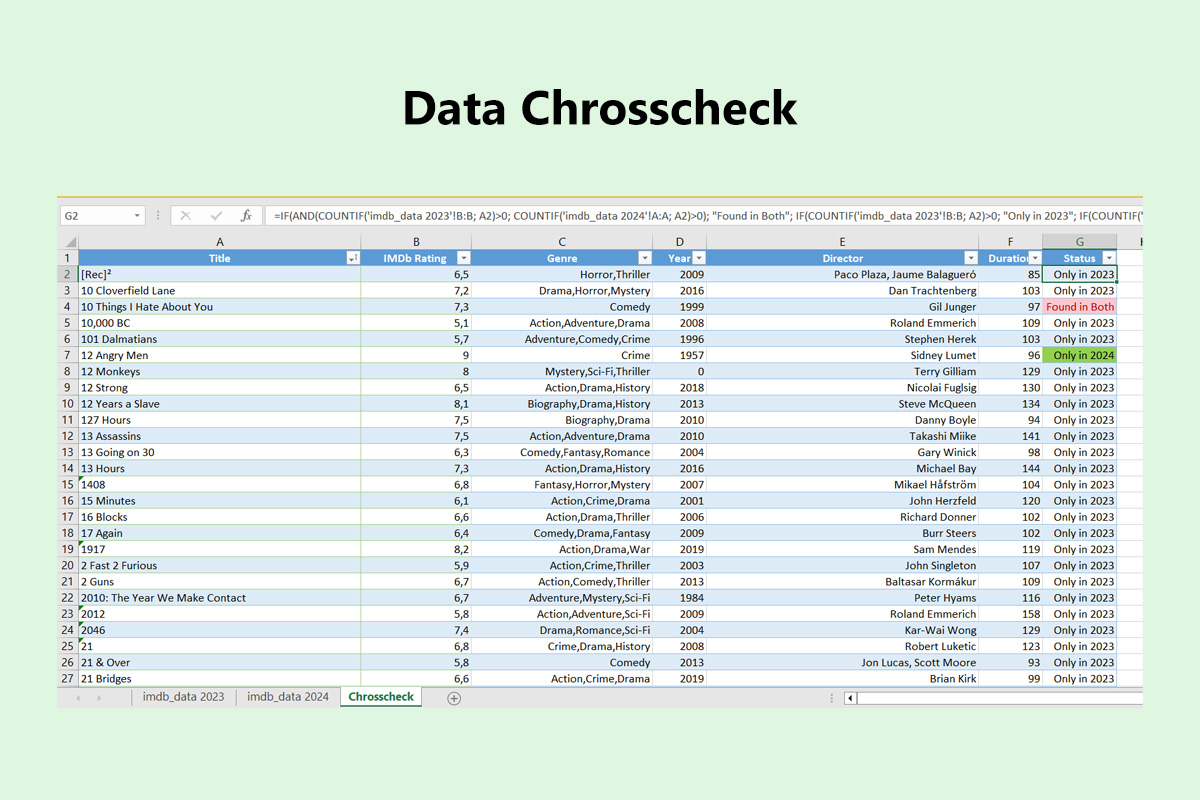 Data Chrosscheck
G2 fx =IF(AND(COUNTIF('imdb_data 2023'!B:B; A2)>0; COUNTIF('imdb_data 2024'!A:A; A2)>0); "Found in Both"; IF(COUNTIF('imdb_data 2023'!B:B; A2)>0; "Only in 2023"; IF(COUNTIF('
A B C D E F G H
1 Title IMDb Rating Genre Year Director Duration Status
2 [Rec]² 6,5 Horror,Thriller 2009 Paco Plaza, Jaume Balagueró 85 Only in 2023
3 10 Cloverfield Lane 7,2 Drama,Horror,Mystery 2016 Dan Trachtenberg 103 Only in 2023
4 10 Things I Hate About You 7,3 Comedy 1999 Gil Junger 97 Found in Both
5 10,000 BC 5,1 Action,Adventure,Drama 2008 Roland Emmerich 109 Only in 2023
6 101 Dalmatians 5,7 Adventure,Comedy,Crime 1996 Stephen Herek 103 Only in 2023
7 12 Angry Men 9 Crime 1957 Sidney Lumet 96 Only in 2024
8 12 Monkeys 8 Mystery,Sci-Fi,Thriller 0 Terry Gilliam 129 Only in 2023
9 12 Strong 6,5 Action,Drama,History 2018 Nicolai Fuglsig 130 Only in 2023
10 12 Years a Slave 8,1 Biography,Drama,History 2013 Steve McQueen 134 Only in 2023
11 127 Hours 7,5 Biography,Drama 2010 Danny Boyle 94 Only in 2023
12 13 Assassins 7,5 Action,Adventure,Drama 2010 Takashi Miike 141 Only in 2023
13 13 Going on 30 6,3 Comedy,Fantasy,Romance 2004 Gary Winick 98 Only in 2023
14 13 Hours 7,3 Action,Drama,History 2016 Michael Bay 144 Only in 2023
15 1408 6,8 Fantasy,Horror,Mystery 2007 Mikael Håfström 104 Only in 2023
16 15 Minutes 6,1 Action,Crime,Drama 2001 John Herzfeld 120 Only in 2023
17 16 Blocks 6,6 Action,Drama,Thriller 2006 Richard Donner 102 Only in 2023
18 17 Again 6,4 Comedy,Drama,Fantasy 2009 Burr Steers 102 Only in 2023
19 1917 8,2 Action,Drama,War 2019 Sam Mendes 119 Only in 2023
20 2 Fast 2 Furious 5,9 Action,Crime,Thriller 2003 John Singleton 107 Only in 2023
21 2 Guns 6,7 Action,Comedy,Thriller 2013 Baltasar Kormákur 109 Only in 2023
22 2010: The Year We Make Contact 6,7 Adventure,Mystery,Sci-Fi 1984 Peter Hyams 116 Only in 2023
23 2012 5,8 Action,Adventure,Sci-Fi 2009 Roland Emmerich 158 Only in 2023
24 2046 7,4 Drama,Romance,Sci-Fi 2004 Kar-Wai Wong 129 Only in 2023
25 21 6,8 Crime,Drama,History 2008 Robert Luketic 123 Only in 2023
26 21 & Over 5,8 Comedy 2013 Jon Lucas, Scott Moore 93 Only in 2023
27 21 Bridges 6,6 Action,Crime,Drama 2019 Brian Kirk 99 Only in 2023
imdb_data 2023 imdb_data 2024 Chrosscheck